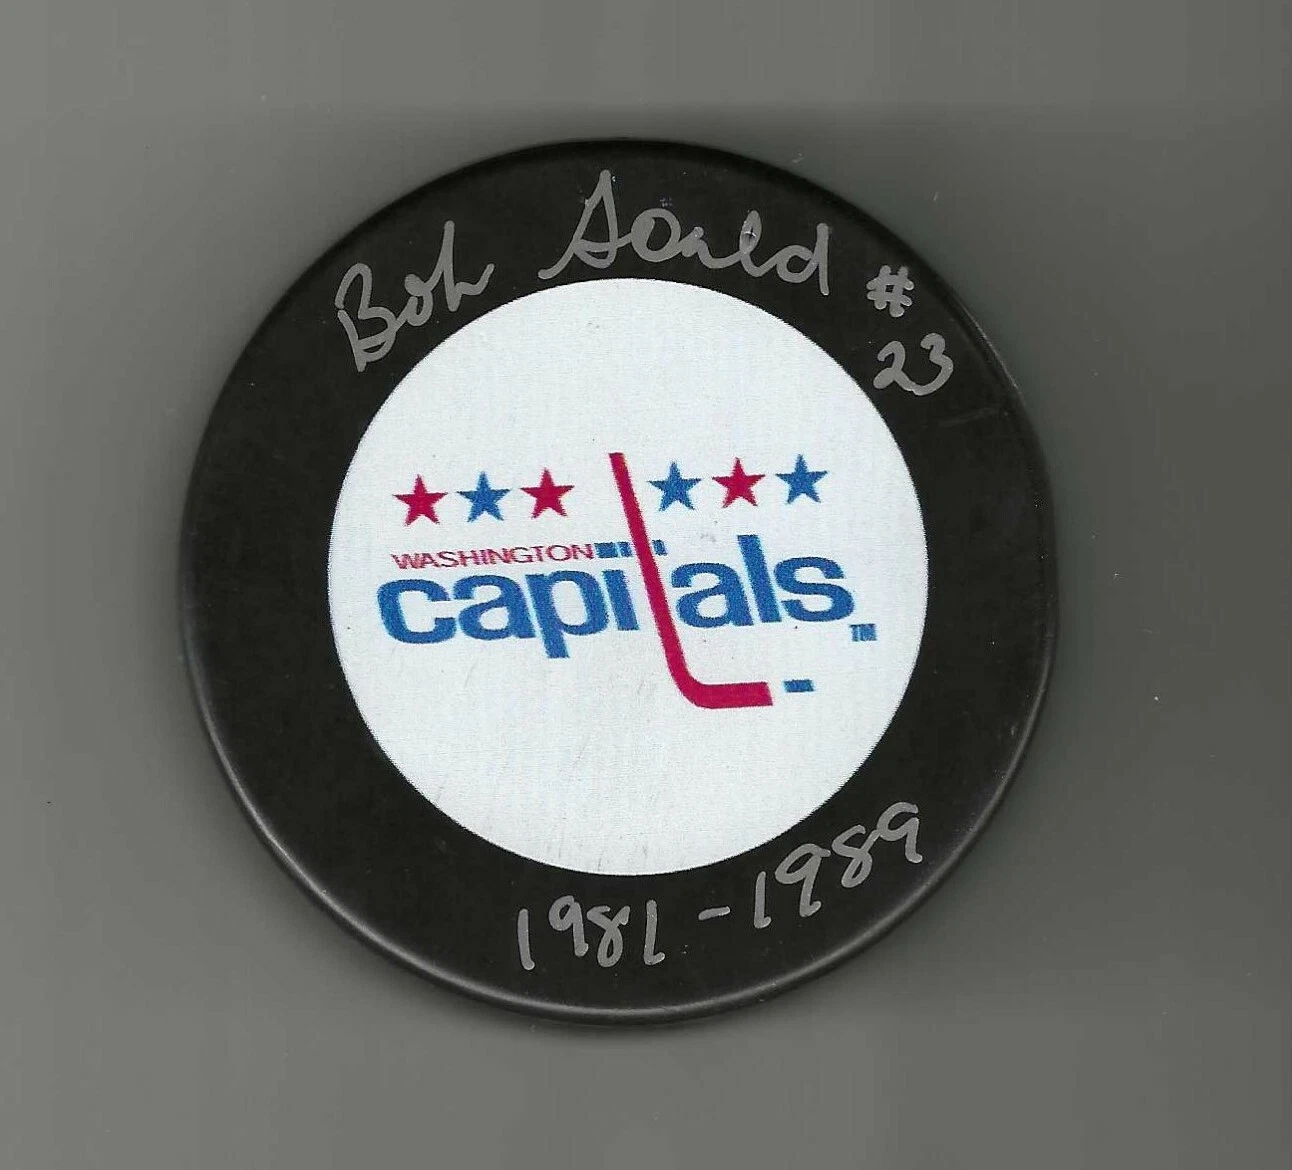 Bob Gould #
23
WASHINGTON
capitals
TM
1981-1989